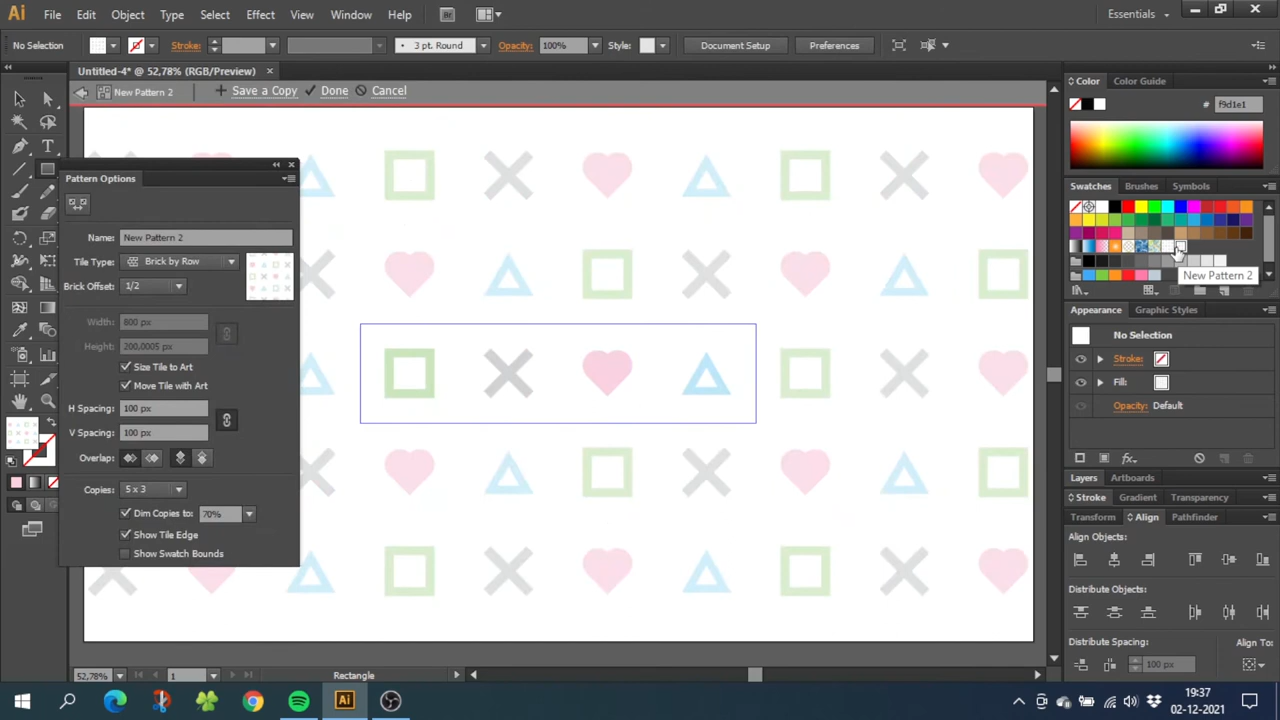 Ai File Edit Object Type Select Effect View Window Help Br Essentials
No Selection Stroke: 3 pt. Round Opacity: 100% Style: Document Setup Preferences
Untitled-4* @ 52,78% (RGB/Preview)
New Pattern 2 Save a Copy Done Cancel
Pattern Options
Name: New Pattern 2
Tile Type: Brick by Row
Brick Offset: 1/2
Width: 800 px
Height: 200,0005 px
Size Tile to Art
Move Tile with Art
H Spacing: 100 px
V Spacing: 100 px
Overlap:
Copies: 5 x 3
Dim Copies to: 70%
Show Tile Edge
Show Swatch Bounds
Color Color Guide
# f9d1e1
Swatches Brushes Symbols
New Pattern 2
Appearance Graphic Styles
No Selection
Stroke:
Fill:
Opacity: Default
fx
Layers Artboards
Stroke Gradient Transparency
Transform Align Pathfinder
Align Objects:
Distribute Objects:
Distribute Spacing: Align To:
100 px
52,78% 1 Rectangle
Ai
19:37
02-12-2021